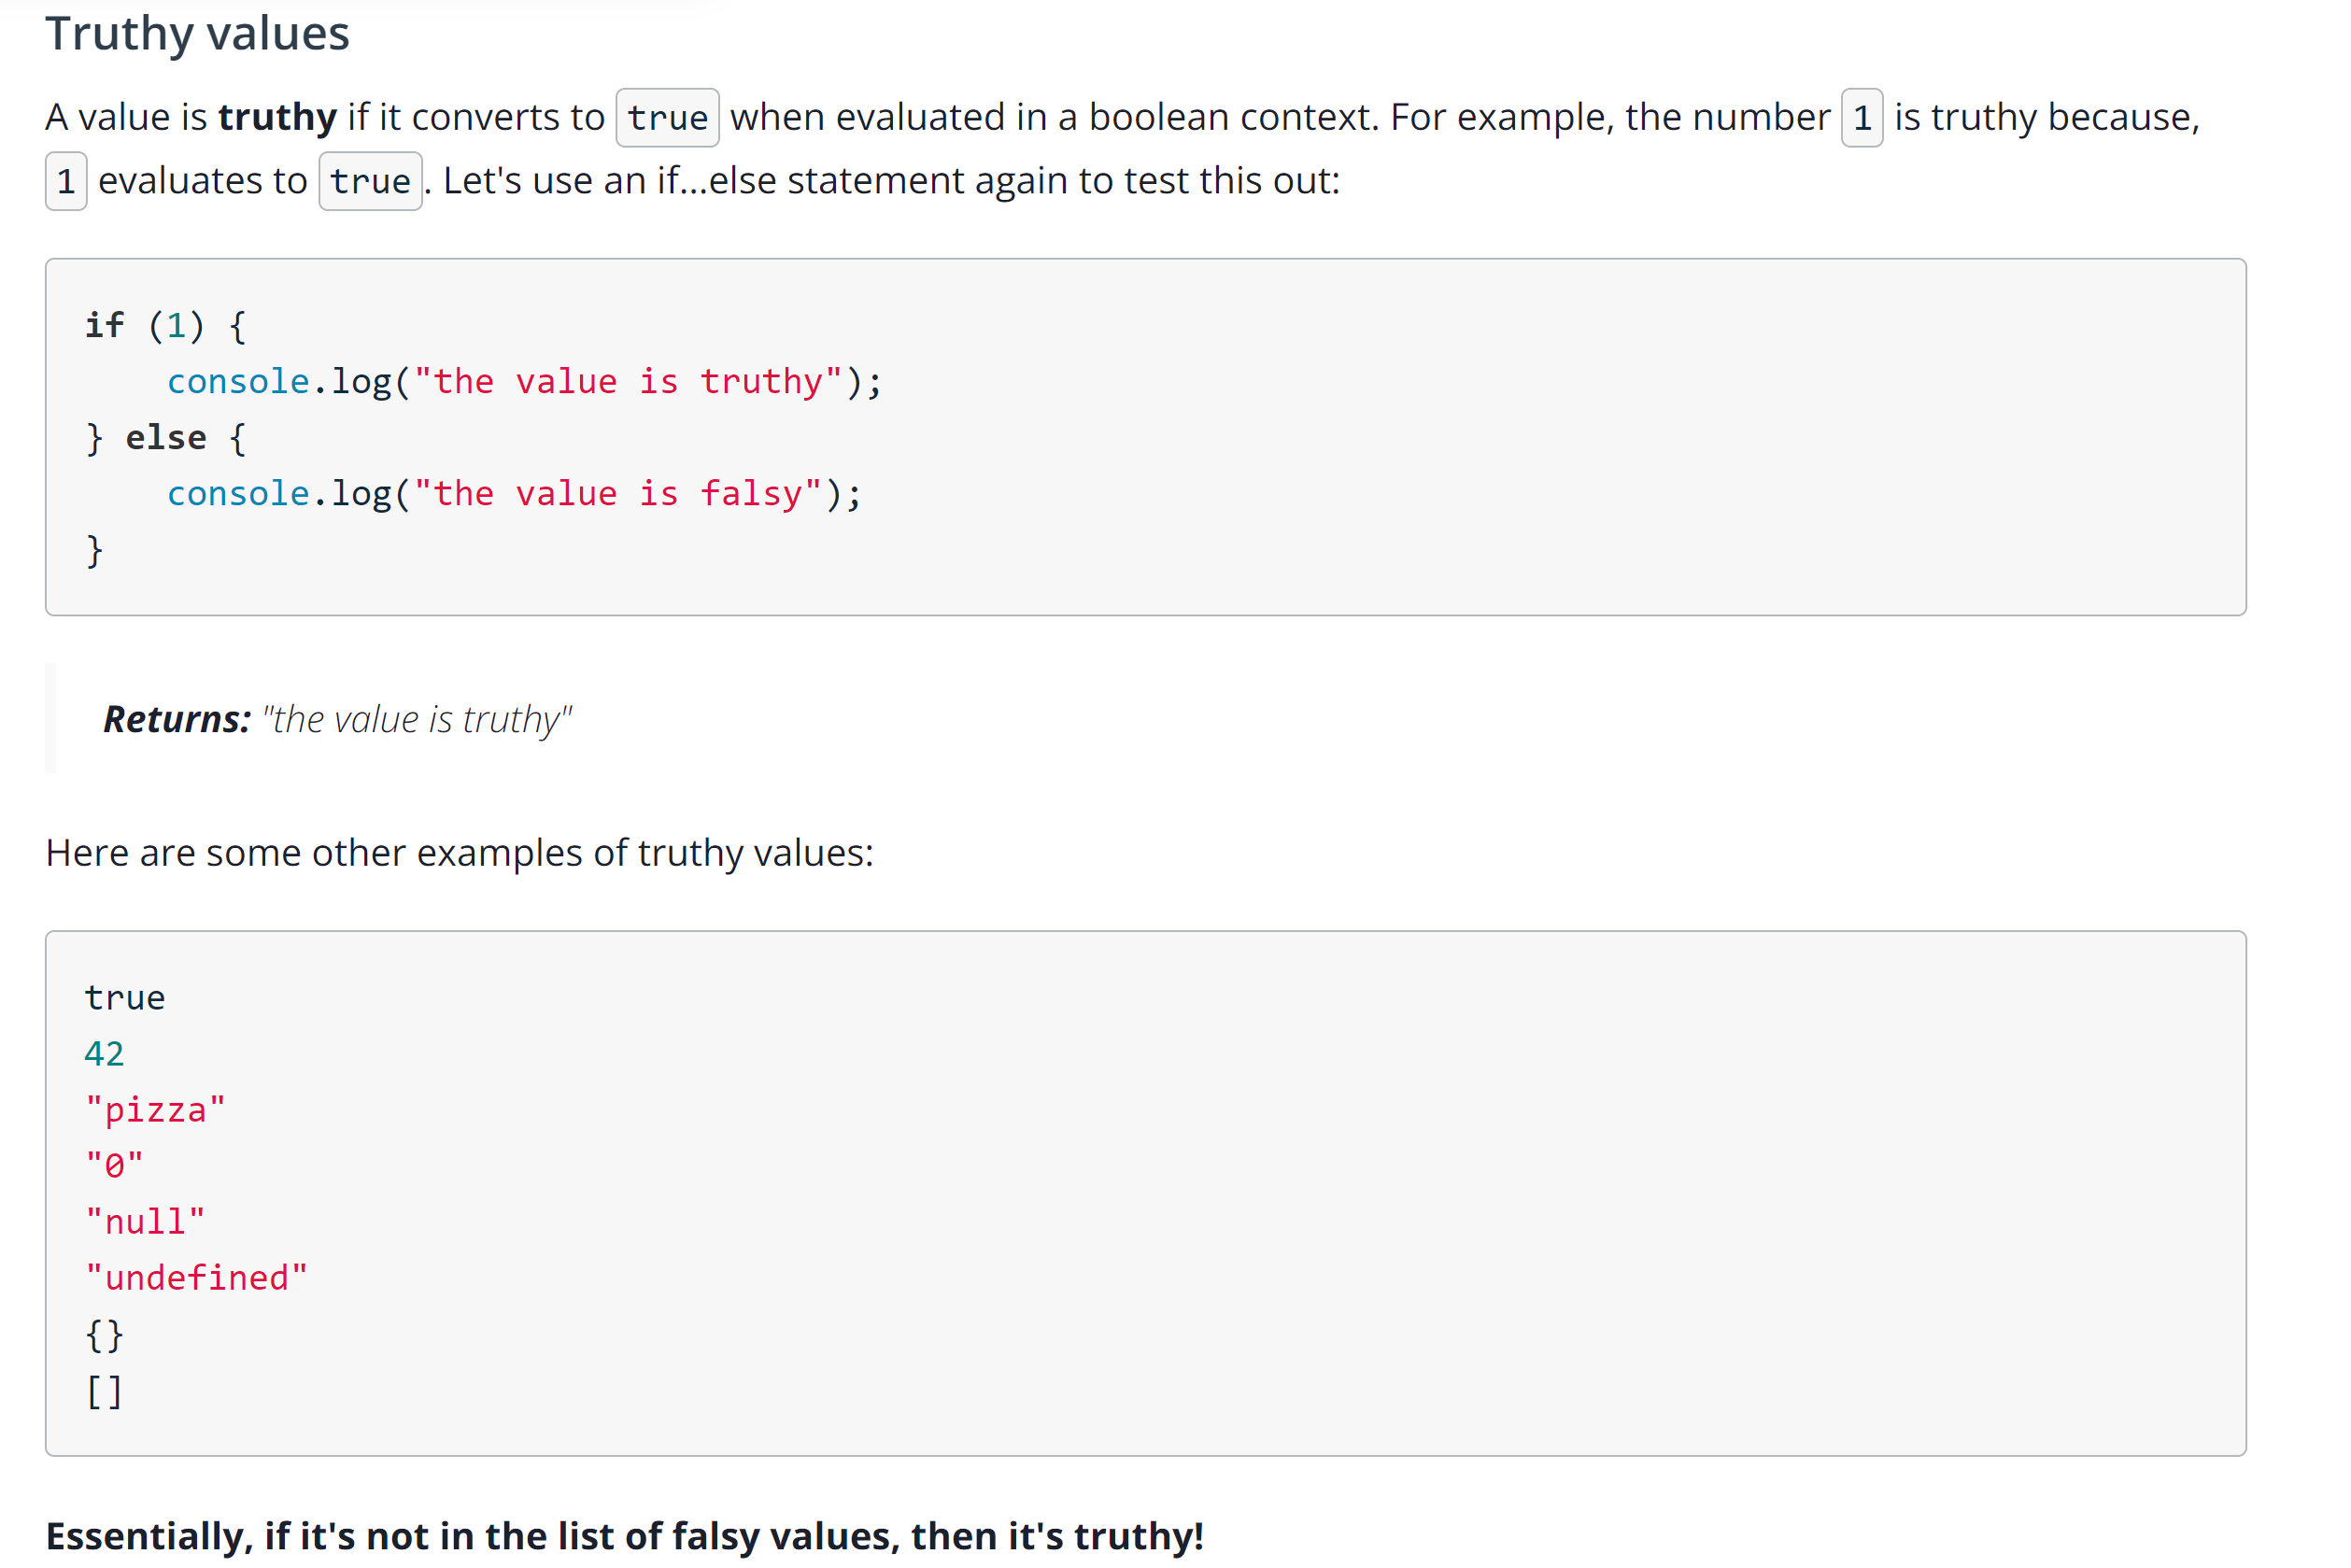 Truthy values
A value is truthy if it converts to true when evaluated in a boolean context. For example, the number 1 is truthy because,
1 evaluates to true. Let's use an if...else statement again to test this out:
if (1) {
    console.log("the value is truthy");
} else {
    console.log("the value is falsy");
}
Returns: "the value is truthy"
Here are some other examples of truthy values:
true
42
"pizza"
"0"
"null"
"undefined"
{}
[]
Essentially, if it's not in the list of falsy values, then it's truthy!